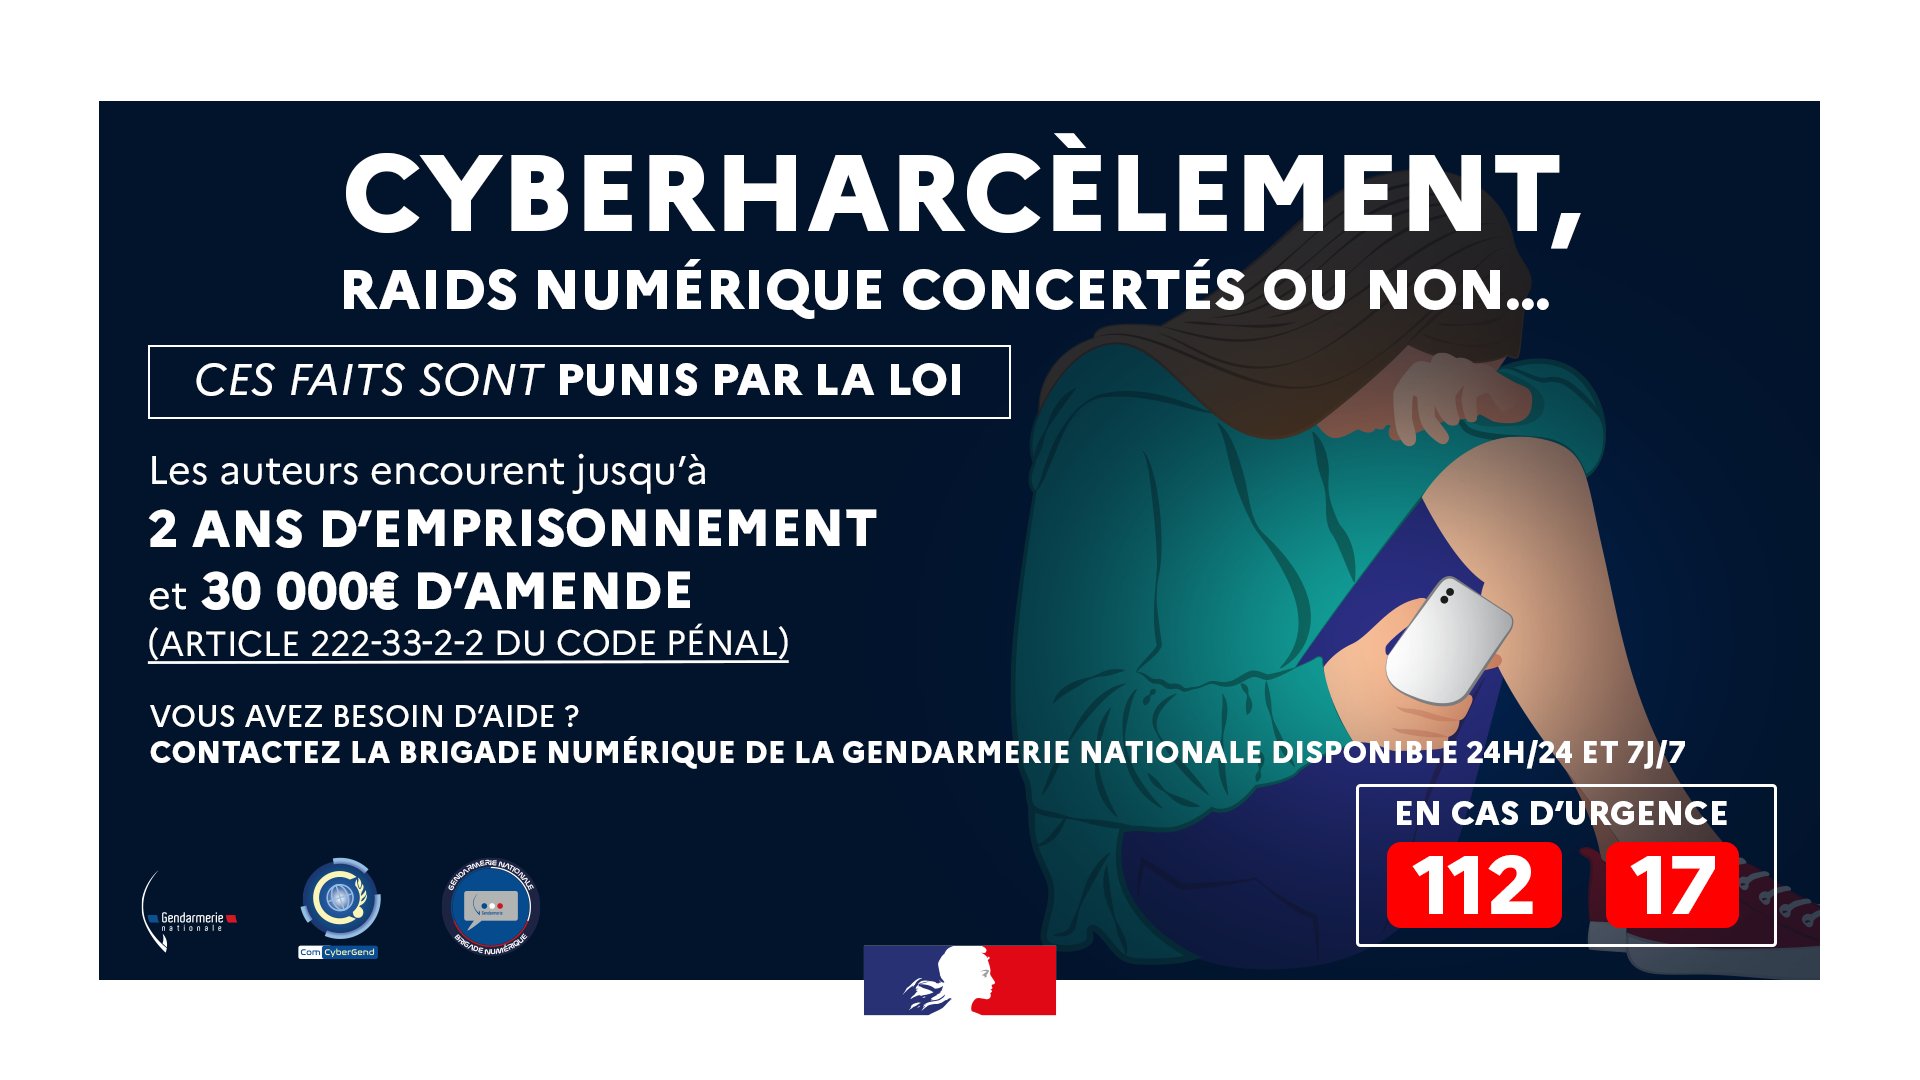 CYBERHARCÈLEMENT,
RAIDS NUMÉRIQUE CONCERTÉS OU NON...
CES FAITS SONT PUNIS PAR LA LOI
Les auteurs encourent jusqu'à
2 ANS D'EMPRISONNEMENT
et 30 000€ D'AMENDE
(ARTICLE 222-33-2-2 DU CODE PÉNAL)
VOUS AVEZ BESOIN D'AIDE ?
CONTACTEZ LA BRIGADE NUMÉRIQUE DE LA GENDARMERIE NATIONALE DISPONIBLE 24H/24 ET 7J/7
EN CAS D'URGENCE
112 17
Gendarmerie
nationale
ComCyberGend
GENDARMERIE NATIONALE
Gendarmerie
BRIGADE NUMÉRIQUE